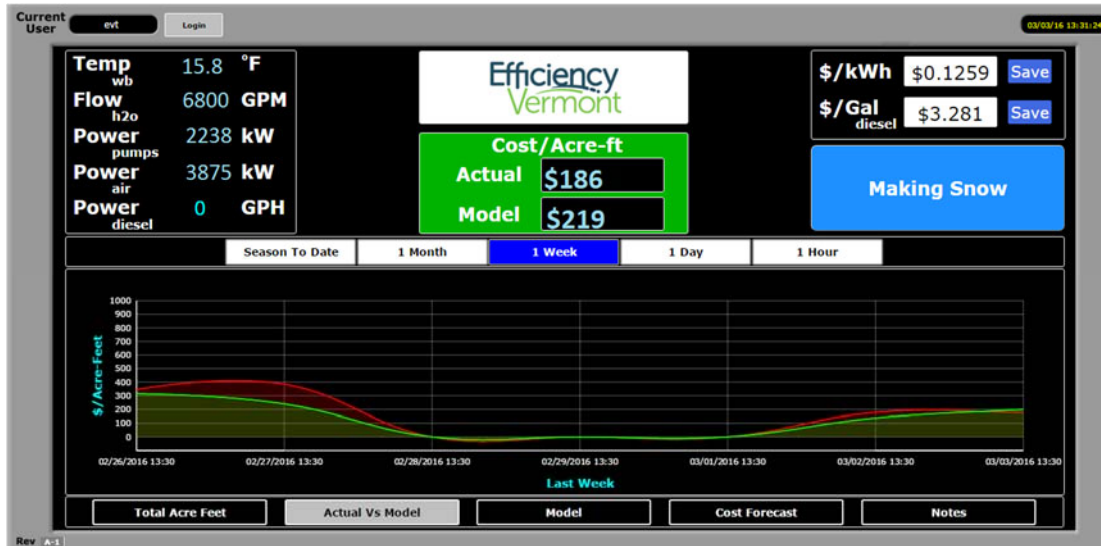 Current User evt Login 03/03/16 13:31:24
Temp wb 15.8 °F
Flow h2o 6800 GPM
Power pumps 2238 kW
Power air 3875 kW
Power diesel 0 GPH
Efficiency
Vermont
Cost/Acre-ft
Actual $186
Model $219
$/kWh $0.1259 Save
$/Gal diesel $3.281 Save
Making Snow
Season To Date 1 Month 1 Week 1 Day 1 Hour
$/Acre-Feet
1000
900
800
700
600
500
400
300
200
100
0
02/26/2016 13:30 02/27/2016 13:30 02/28/2016 13:30 02/29/2016 13:30 03/01/2016 13:30 03/02/2016 13:30 03/03/2016 13:30
Last Week
Total Acre Feet Actual Vs Model Model Cost Forecast Notes
Rev A-1